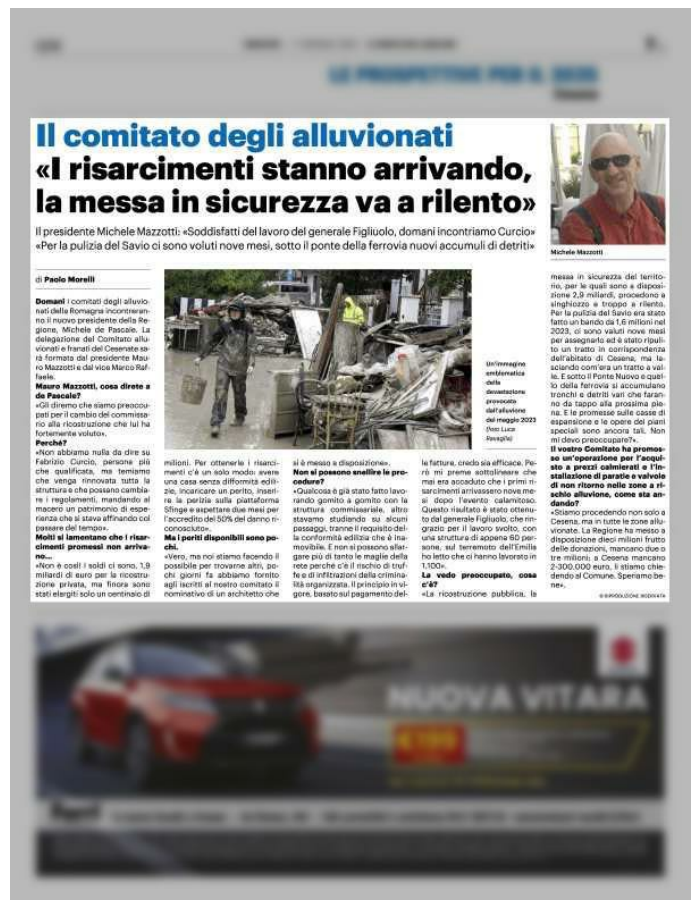 LE PROSPETTIVE PER IL 2025
Il comitato degli alluvionati
«I risarcimenti stanno arrivando,
la messa in sicurezza va a rilento»
Il presidente Michele Mazzotti: «Soddisfatti del lavoro del generale Figliuolo, domani incontriamo Curcio»
«Per la pulizia del Savio ci sono voluti nove mesi, sotto il ponte della ferrovia nuovi accumuli di detriti»
Michele Mazzotti
di Paolo Morelli
Domani i comitati degli alluvio-
nati della Romagna incontreran-
no il nuovo presidente della Re-
gione, Michele de Pascale. La
delegazione del Comitato allu-
vionati e franati del Cesenate sa-
rà formata dal presidente Mau-
ro Mazzotti e dal vice Marco Raf-
faele.
Mauro Mazzotti, cosa direte a
de Pascale?
«Gli diremo che siamo preoccu-
pati per il cambio del commissa-
rio alla ricostruzione che lui ha
fortemente voluto».
Perché?
«Non abbiamo nulla da dire su
Fabrizio Curcio, persona più
che qualificata, ma temiamo
che venga rinnovata tutta la
struttura e che possano cambia-
re i regolamenti, mandando al
macero un patrimonio di espe-
rienza che si stava affinando col
passare del tempo».
Molti si lamentano che i risar-
cimenti promessi non arriva-
no...
«Non è così! I soldi ci sono, 1,9
miliardi di euro per la ricostru-
zione privata, ma finora sono
stati elargiti solo un centinaio di
milioni. Per ottenerle i risarci-
menti c'è un solo modo: avere
una casa senza difformità edili-
zie, incaricare un perito, inseri-
re la perizia sulla piattaforma
Sfinge e aspettare due mesi per
l'accredito del 50% del danno ri-
conosciuto».
Ma i periti disponibili sono po-
chi.
«Vero, ma noi stiamo facendo il
possibile per trovarne altri, po-
chi giorni fa abbiamo fornito
agli iscritti al nostro comitato il
nominativo di un architetto che
si è messo a disposizione».
Non si possono snellire le pro-
cedure?
«Qualcosa è già stato fatto lavo-
rando gomito a gomito con la
struttura commissariale, altro
stavamo studiando su alcuni
passaggi, tranne il requisito del-
la conformità edilizia che è ina-
movibile. E non si possono allar-
gare più di tanto le maglie della
rete perché c'è il rischio di truf-
fe e di infiltrazioni della crimina-
lità organizzata. Il principio in vi-
gore, basato sul pagamento del-
le fatture, credo sia efficace. Pe-
rò mi preme sottolineare che
mai era accaduto che i primi ri-
sarcimenti arrivassero nove me-
si dopo l'evento calamitoso.
Questo risultato è stato ottenu-
to dal generale Figliuolo, che rin-
grazio per il lavoro svolto, con
una struttura di appena 60 per-
sone, sul terremoto dell'Emilia
ho letto che ci hanno lavorato in
1.100».
La vedo preoccupato, cosa
c'è?
«La ricostruzione pubblica, la
Un'immagine
emblematica
della
devastazione
provocata
dall'alluvione
del maggio 2023
(foto Luca
Ravaglia)
messa in sicurezza del territo-
rio, per le quali sono a disposi-
zione 2,9 miliardi, procedono a
singhiozzo e troppo a rilento.
Per la pulizia del Savio era stato
fatto un bando da 1,6 milioni nel
2023, ci sono valuti nove mesi
per assegnarlo ed è stato ripuli-
to un tratto in corrispondenza
dell'abitato di Cesena, ma la-
sciando com'era un tratto a val-
le. E sotto il Ponte Nuovo e quel-
lo della ferrovia si accumulano
tronchi e detriti vari che faran-
no da tappo alla prossima pie-
na. E le promesse sulle casse di
espansione e le opere dei piani
speciali sono ancora tali. Non
mi devo preoccupare?».
Il vostro Comitato ha promos-
so un'operazione per l'acqui-
sto a prezzi calmierati e l'in-
stallazione di paratie e valvole
di non ritorno nelle zone a ri-
schio alluvione, come sta an-
dando?
«Stiamo procedendo non solo a
Cesena, ma in tutte le zone allu-
vionate. La Regione ha messo a
disposizione dieci milioni frutto
delle donazioni, mancano due o
tre milioni; a Cesena mancano
2-300.000 euro, li stiamo chie-
dendo al Comune. Speriamo be-
ne».
© RIPRODUZIONE RISERVATA
NUOVA VITARA